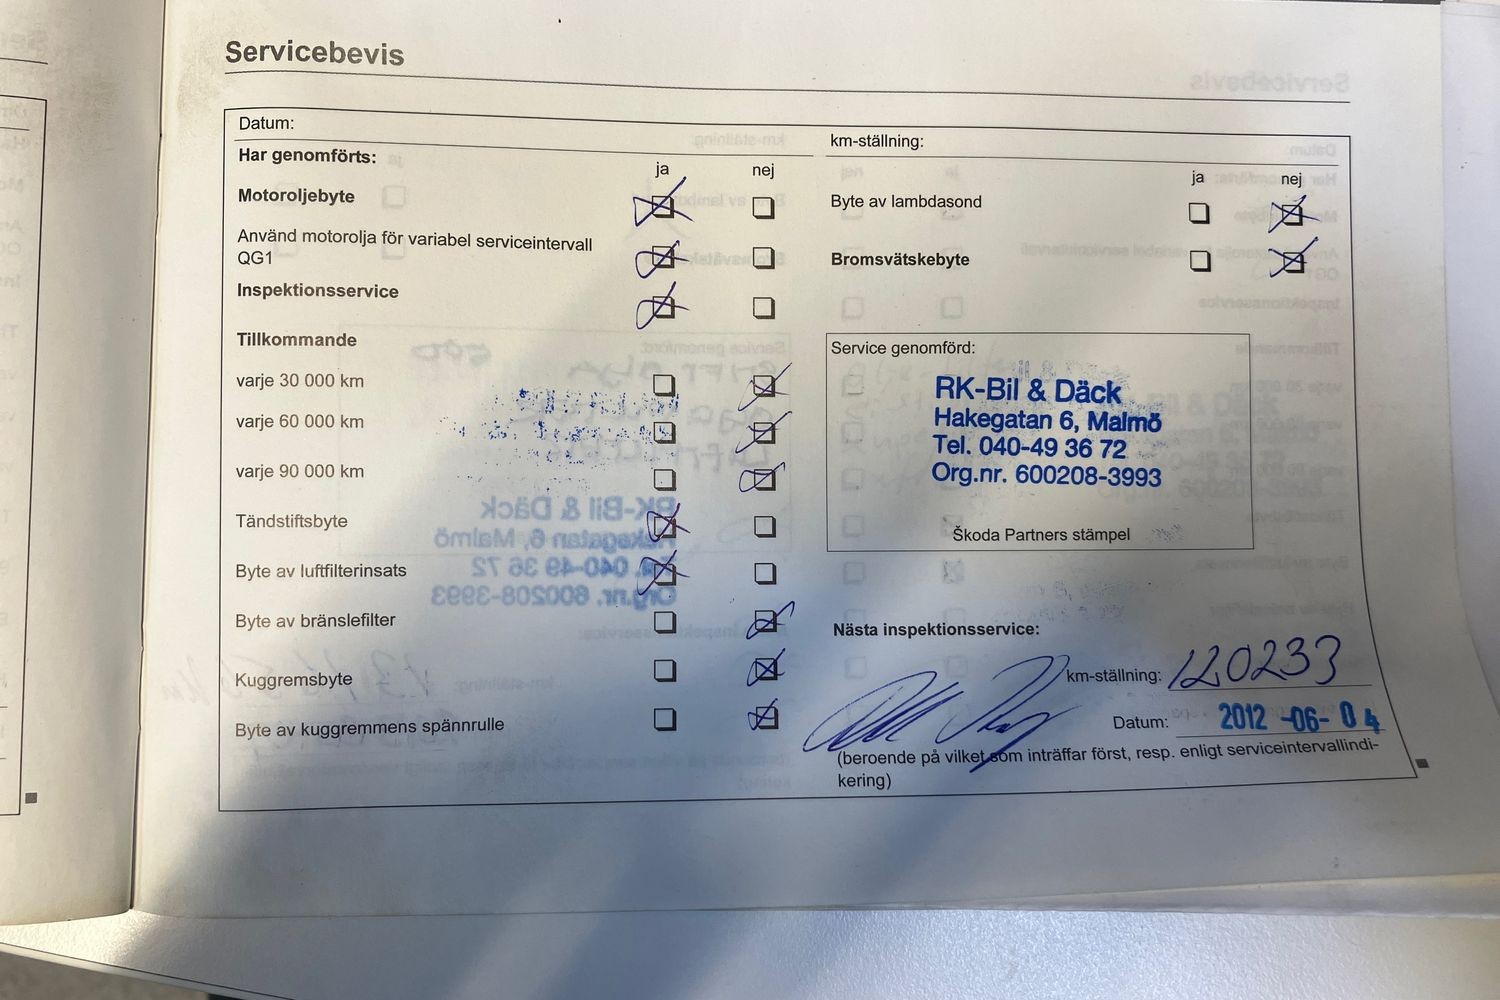 Servicebevis
Datum:
km-ställning:
Har genomförts:
ja nej
Motoroljebyte
Använd motorolja för variabel serviceintervall
QG1
Inspektionsservice
Tillkommande
varje 30 000 km
varje 60 000 km
varje 90 000 km
Tändstiftsbyte
Byte av luftfilterinsats
Byte av bränslefilter
Kuggremsbyte
Byte av kuggremmens spännrulle
ja nej
Byte av lambdasond
Bromsvätskebyte
Service genomförd:
RK-Bil & Däck
Hakegatan 6, Malmö
Tel. 040-49 36 72
Org.nr. 600208-3993
Škoda Partners stämpel
Nästa inspektionsservice:
km-ställning: 120233
Datum: 2012 -06- 04
(beroende på vilket som inträffar först, resp. enligt serviceintervallindi-
kering)